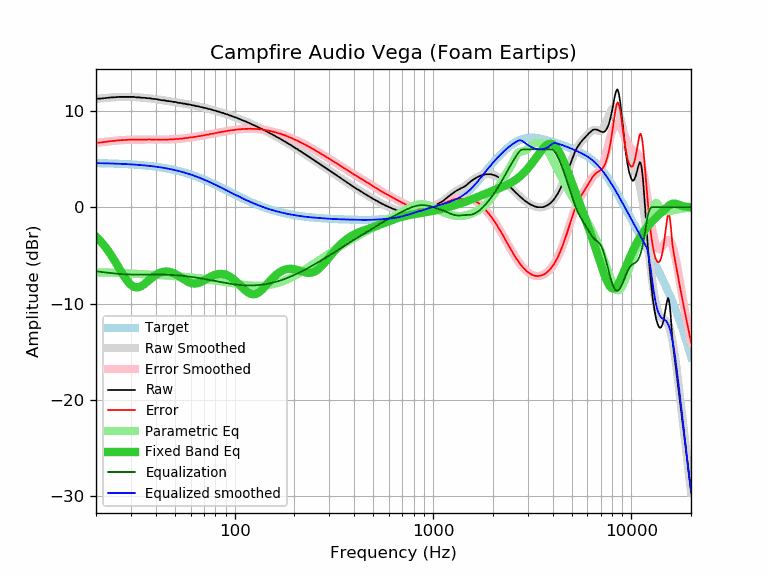 Campfire Audio Vega (Foam Eartips)
10
0
−10
−20
−30
Amplitude (dBr)
Target
Raw Smoothed
Error Smoothed
Raw
Error
Parametric Eq
Fixed Band Eq
Equalization
Equalized smoothed
100
1000
10000
Frequency (Hz)